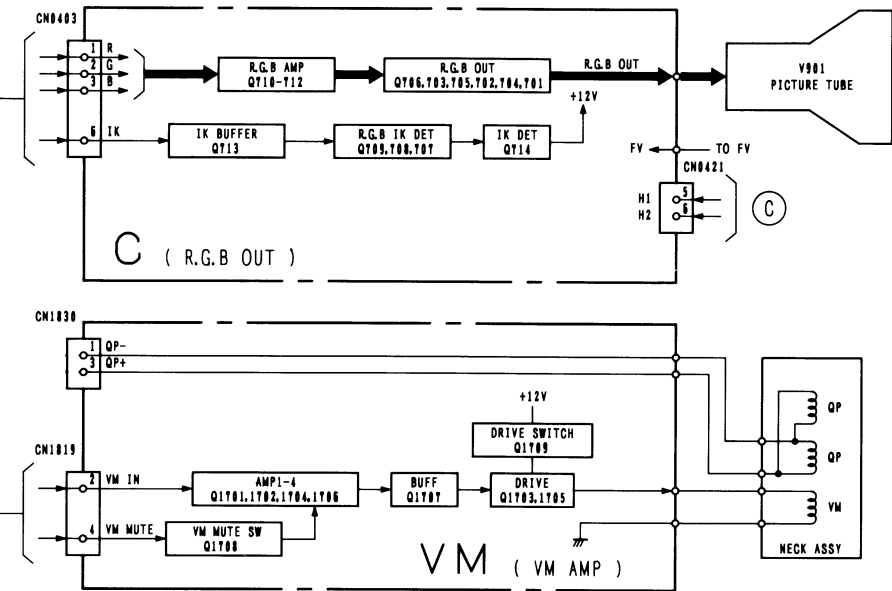 CN0403
1 R
2 G
3 B
R.G.B AMP
Q710-712
R.G.B OUT
Q706,703,705,702,704,701
R.G.B OUT
+12V
V901
PICTURE TUBE
6 IK
IK BUFFER
Q713
R.G.B IK DET
Q709,708,707
IK DET
Q714
FV
TO FV
CN0421
H1 5
H2 6
C
C ( R.G.B OUT )
CN1830
1 QP-
3 QP+
+12V
DRIVE SWITCH
Q1709
QP
QP
VM
NECK ASSY
CN1819
2 VM IN
AMP1-4
Q1701,1702,1704,1706
BUFF
Q1707
DRIVE
Q1703,1705
4 VM MUTE
VM MUTE SW
Q1708
VM ( VM AMP )